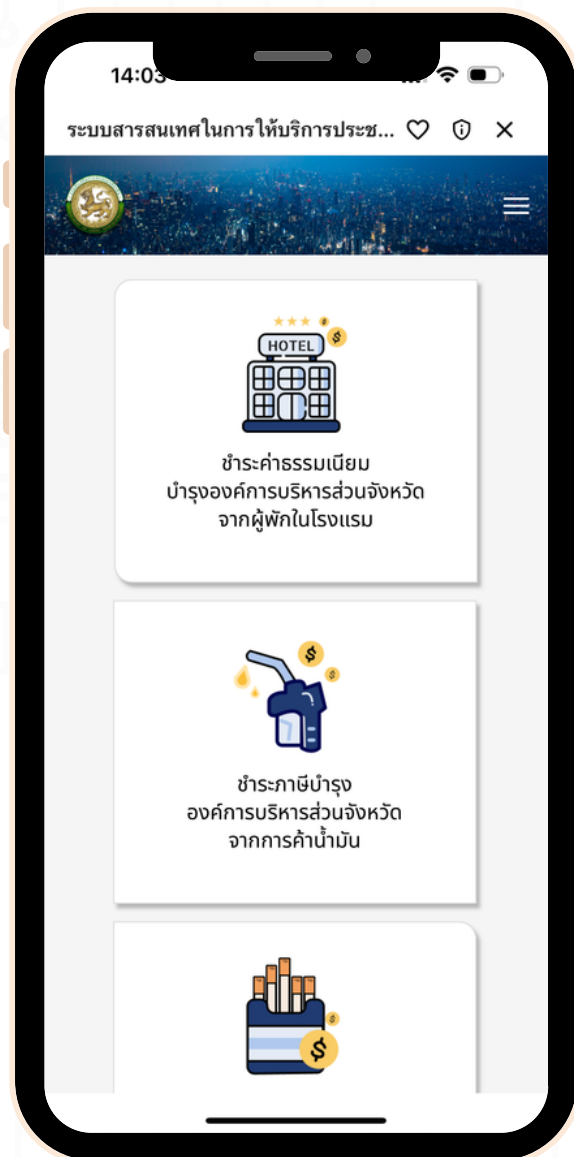 14:03
ระบบสารสนเทศในการให้บริการประช...
HOTEL
ชำระค่าธรรมเนียม
บำรุงองค์การบริหารส่วนจังหวัด
จากผู้พักในโรงแรม
ชำระภาษีบำรุง
องค์การบริหารส่วนจังหวัด
จากการค้าน้ำมัน